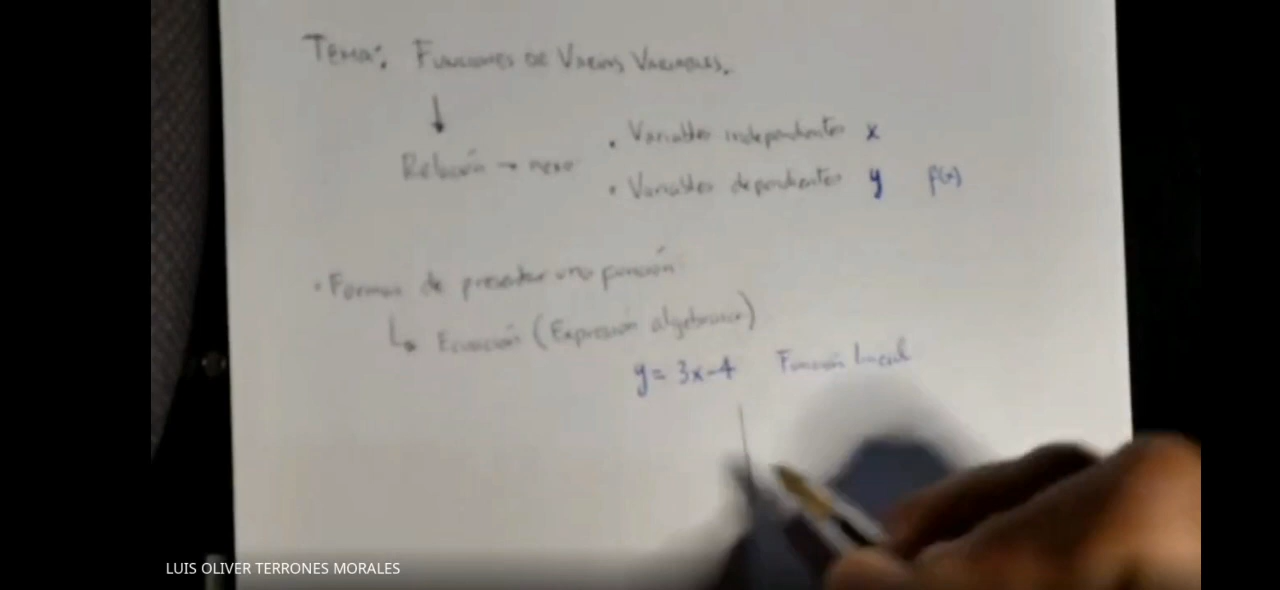 Tema: Funciones de Varias Variables.
Relación → nexo
• Variables independientes x
• Variables dependientes y f(x)
• Formas de presentar una función
↳ Ecuación (Expresión algebraica)
y = 3x-4 Función lineal
LUIS OLIVER TERRONES MORALES